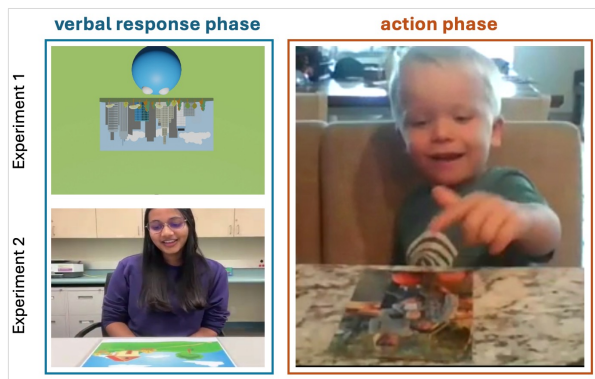 verbal response phase
action phase
Experiment 1
Experiment 2